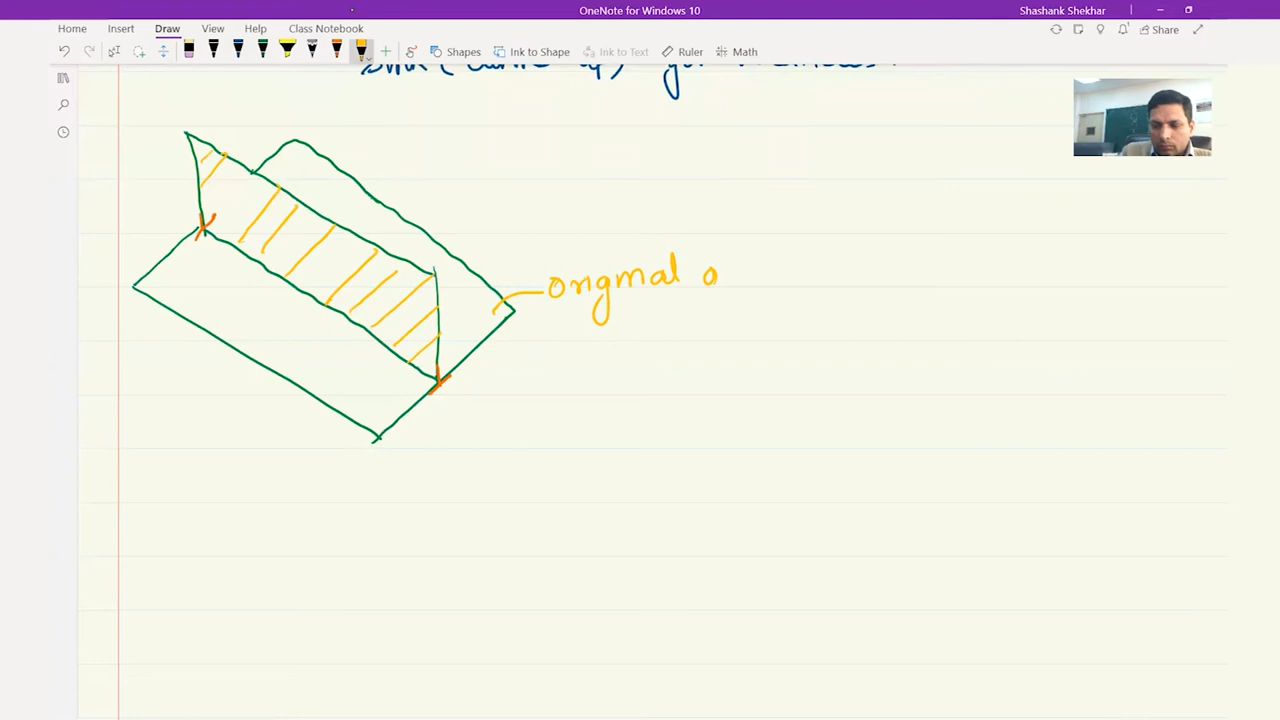 OneNote for Windows 10
Shashank Shekhar
Home Insert Draw View Help Class Notebook
Share
Shapes Ink to Shape Ink to Text Ruler Math
original o